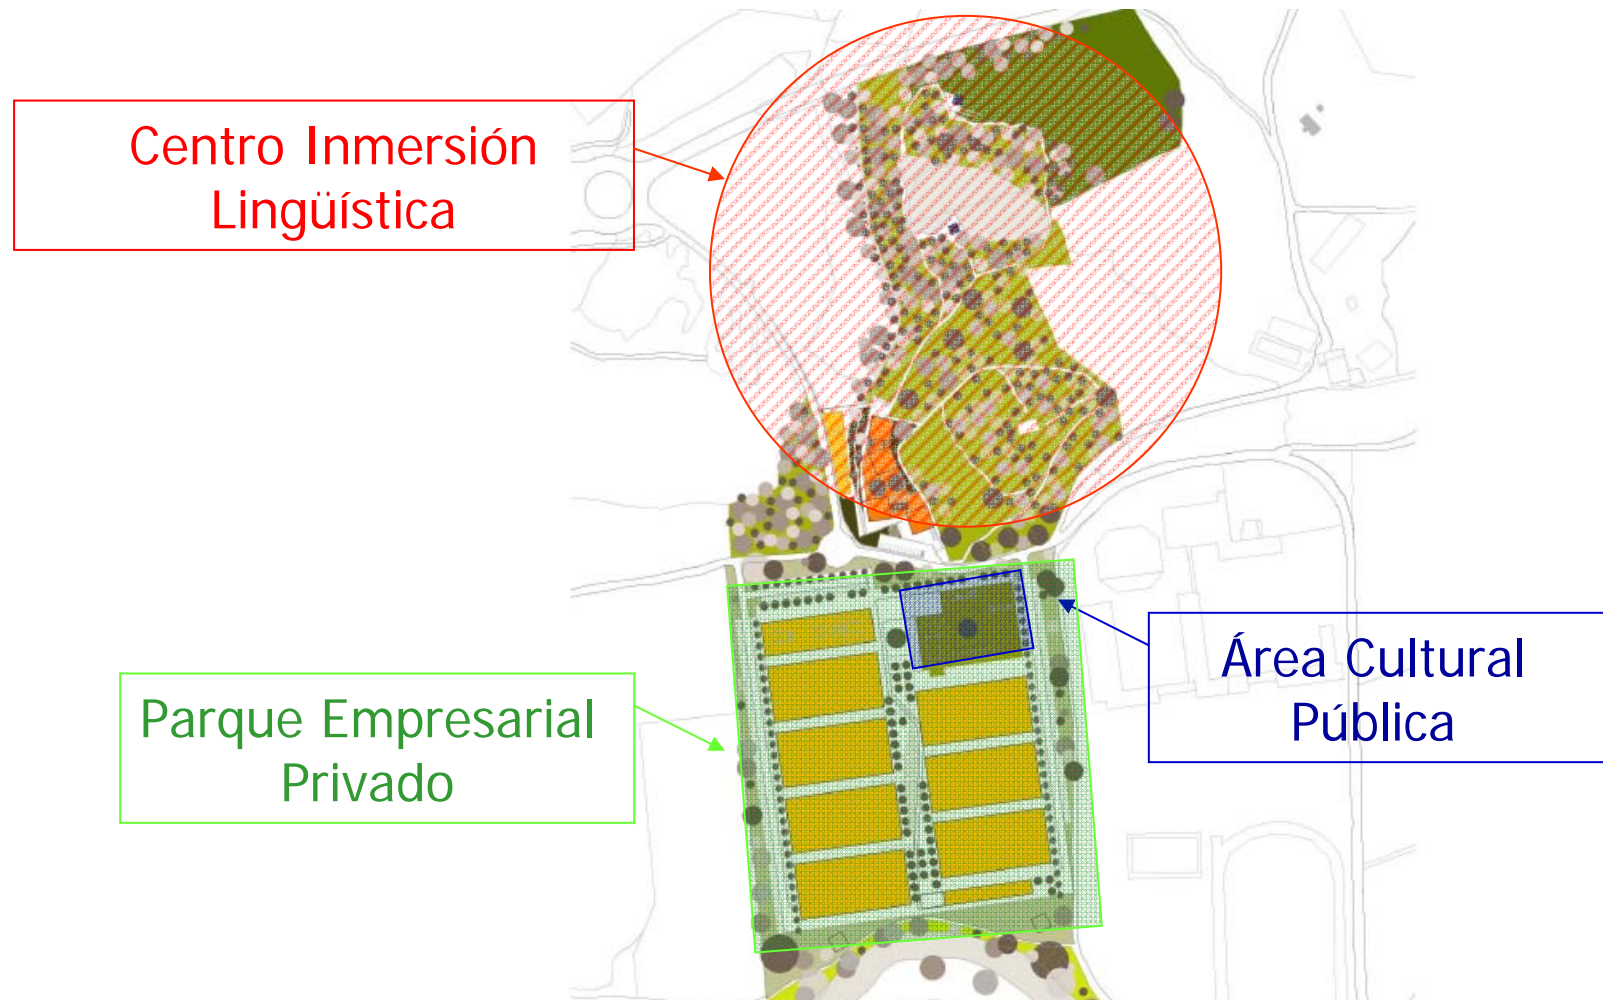 Centro Inmersión
Lingüística
Parque Empresarial
Privado
Área Cultural
Pública